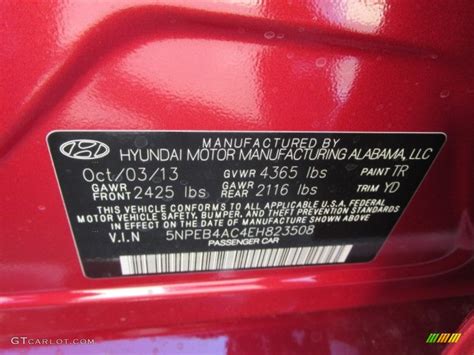 MANUFACTURED BY
HYUNDAI MOTOR MANUFACTURING ALABAMA, LLC
Oct/03/13 GVWR 4365 lbs PAINT TR
GAWR FRONT 2425 lbs GAWR REAR 2116 lbs TRIM YD
THIS VEHICLE CONFORMS TO ALL APPLICABLE U.S.A. FEDERAL
MOTOR VEHICLE SAFETY, BUMPER, AND THEFT PREVENTION STANDARDS
IN EFFECT ON THE DATE OF MANUFACTURE SHOWN ABOVE.
V.I.N 5NPEB4AC4EH823508
PASSENGER CAR
GTCARLOT.COM